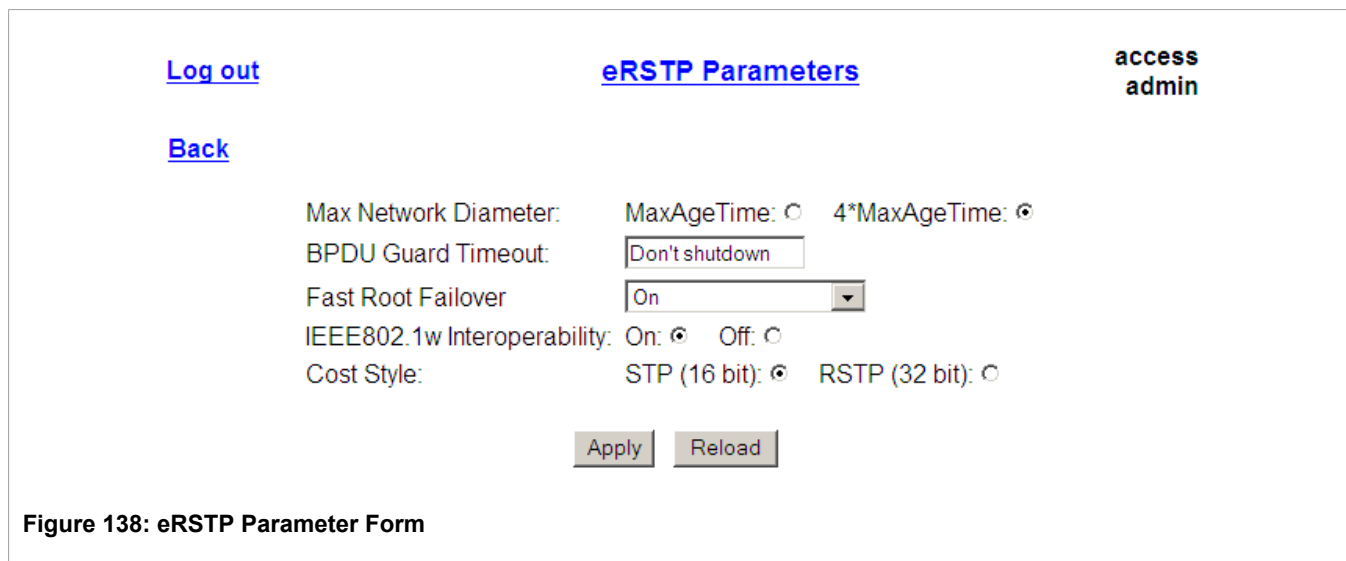 Log out eRSTP Parameters access
admin
Back
Max Network Diameter: MaxAgeTime: 4*MaxAgeTime:
BPDU Guard Timeout: Don't shutdown
Fast Root Failover On
IEEE802.1w Interoperability: On: Off:
Cost Style: STP (16 bit): RSTP (32 bit):
Apply Reload
Figure 138: eRSTP Parameter Form